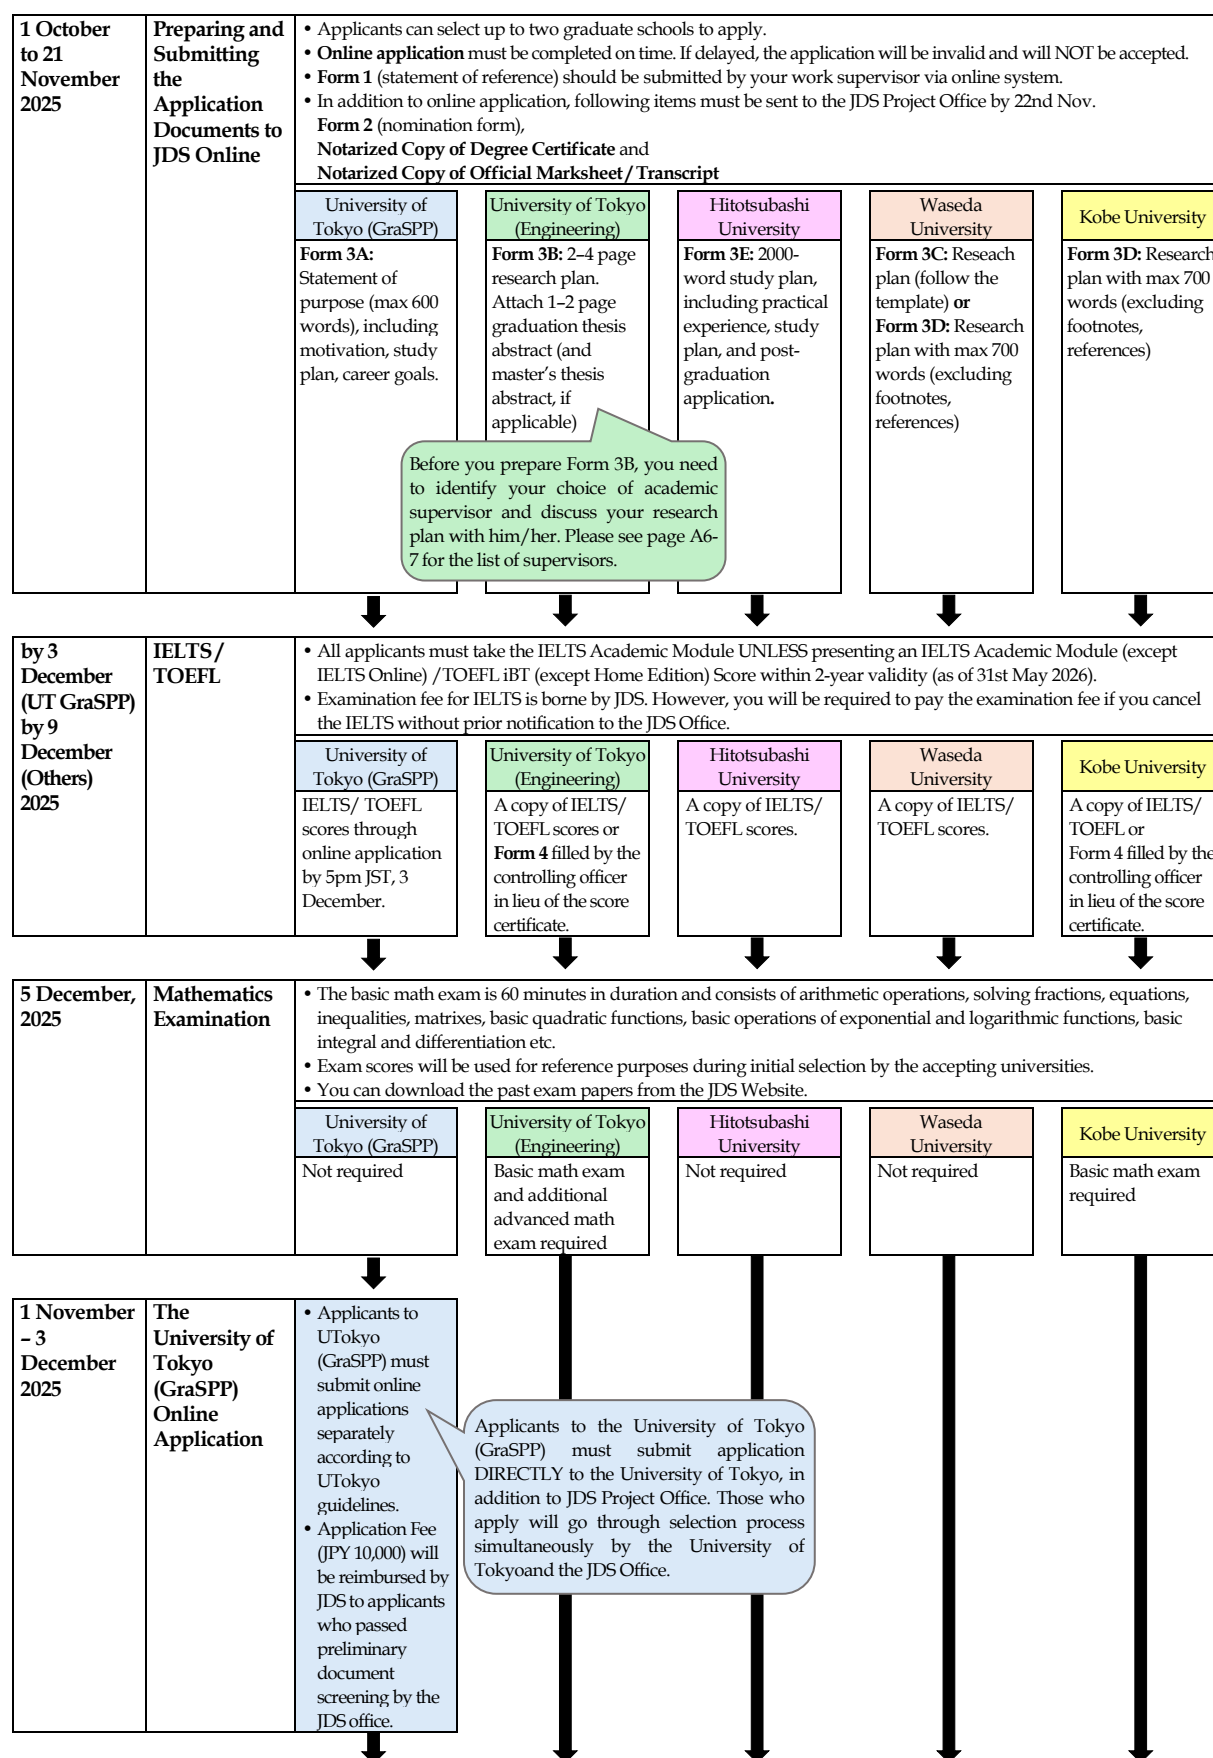 1 October
to 21
November
2025
Preparing and
Submitting
the
Application
Documents to
JDS Online
• Applicants can select up to two graduate schools to apply.
• Online application must be completed on time. If delayed, the application will be invalid and will NOT be accepted.
• Form 1 (statement of reference) should be submitted by your work supervisor via online system.
• In addition to online application, following items must be sent to the JDS Project Office by 22nd Nov.
Form 2 (nomination form),
Notarized Copy of Degree Certificate and
Notarized Copy of Official Marksheet / Transcript
University of
Tokyo (GraSPP)
Form 3A:
Statement of
purpose (max 600
words), including
motivation, study
plan, career goals.
University of Tokyo
(Engineering)
Form 3B: 2–4 page
research plan.
Attach 1–2 page
graduation thesis
abstract (and
master's thesis
abstract, if
applicable)
Hitotsubashi
University
Form 3E: 2000-
word study plan,
including practical
experience, study
plan, and post-
graduation
application.
Waseda
University
Form 3C: Reseach
plan (follow the
template) or
Form 3D: Research
plan with max 700
words (excluding
footnotes,
references)
Kobe University
Form 3D: Research
plan with max 700
words (excluding
footnotes,
references)
Before you prepare Form 3B, you need
to identify your choice of academic
supervisor and discuss your research
plan with him/her. Please see page A6-
7 for the list of supervisors.
by 3
December
(UT GraSPP)
by 9
December
(Others)
2025
IELTS /
TOEFL
• All applicants must take the IELTS Academic Module UNLESS presenting an IELTS Academic Module (except
IELTS Online) /TOEFL iBT (except Home Edition) Score within 2-year validity (as of 31st May 2026).
• Examination fee for IELTS is borne by JDS. However, you will be required to pay the examination fee if you cancel
the IELTS without prior notification to the JDS Office.
University of
Tokyo (GraSPP)
IELTS/ TOEFL
scores through
online application
by 5pm JST, 3
December.
University of Tokyo
(Engineering)
A copy of IELTS/
TOEFL scores or
Form 4 filled by the
controlling officer
in lieu of the score
certificate.
Hitotsubashi
University
A copy of IELTS/
TOEFL scores.
Waseda
University
A copy of IELTS/
TOEFL scores.
Kobe University
A copy of IELTS/
TOEFL or
Form 4 filled by the
controlling officer
in lieu of the score
certificate.
5 December,
2025
Mathematics
Examination
• The basic math exam is 60 minutes in duration and consists of arithmetic operations, solving fractions, equations,
inequalities, matrixes, basic quadratic functions, basic operations of exponential and logarithmic functions, basic
integral and differentiation etc.
• Exam scores will be used for reference purposes during initial selection by the accepting universities.
• You can download the past exam papers from the JDS Website.
University of
Tokyo (GraSPP)
Not required
University of Tokyo
(Engineering)
Basic math exam
and additional
advanced math
exam required
Hitotsubashi
University
Not required
Waseda
University
Not required
Kobe University
Basic math exam
required
1 November
– 3
December
2025
The
University of
Tokyo
(GraSPP)
Online
Application
• Applicants to
UTokyo
(GraSPP) must
submit online
applications
separately
according to
UTokyo
guidelines.
• Application Fee
(JPY 10,000) will
be reimbursed by
JDS to applicants
who passed
preliminary
document
screening by the
JDS office.
Applicants to the University of Tokyo
(GraSPP) must submit application
DIRECTLY to the University of Tokyo, in
addition to JDS Project Office. Those who
apply will go through selection process
simultaneously by the University of
Tokyoand the JDS Office.